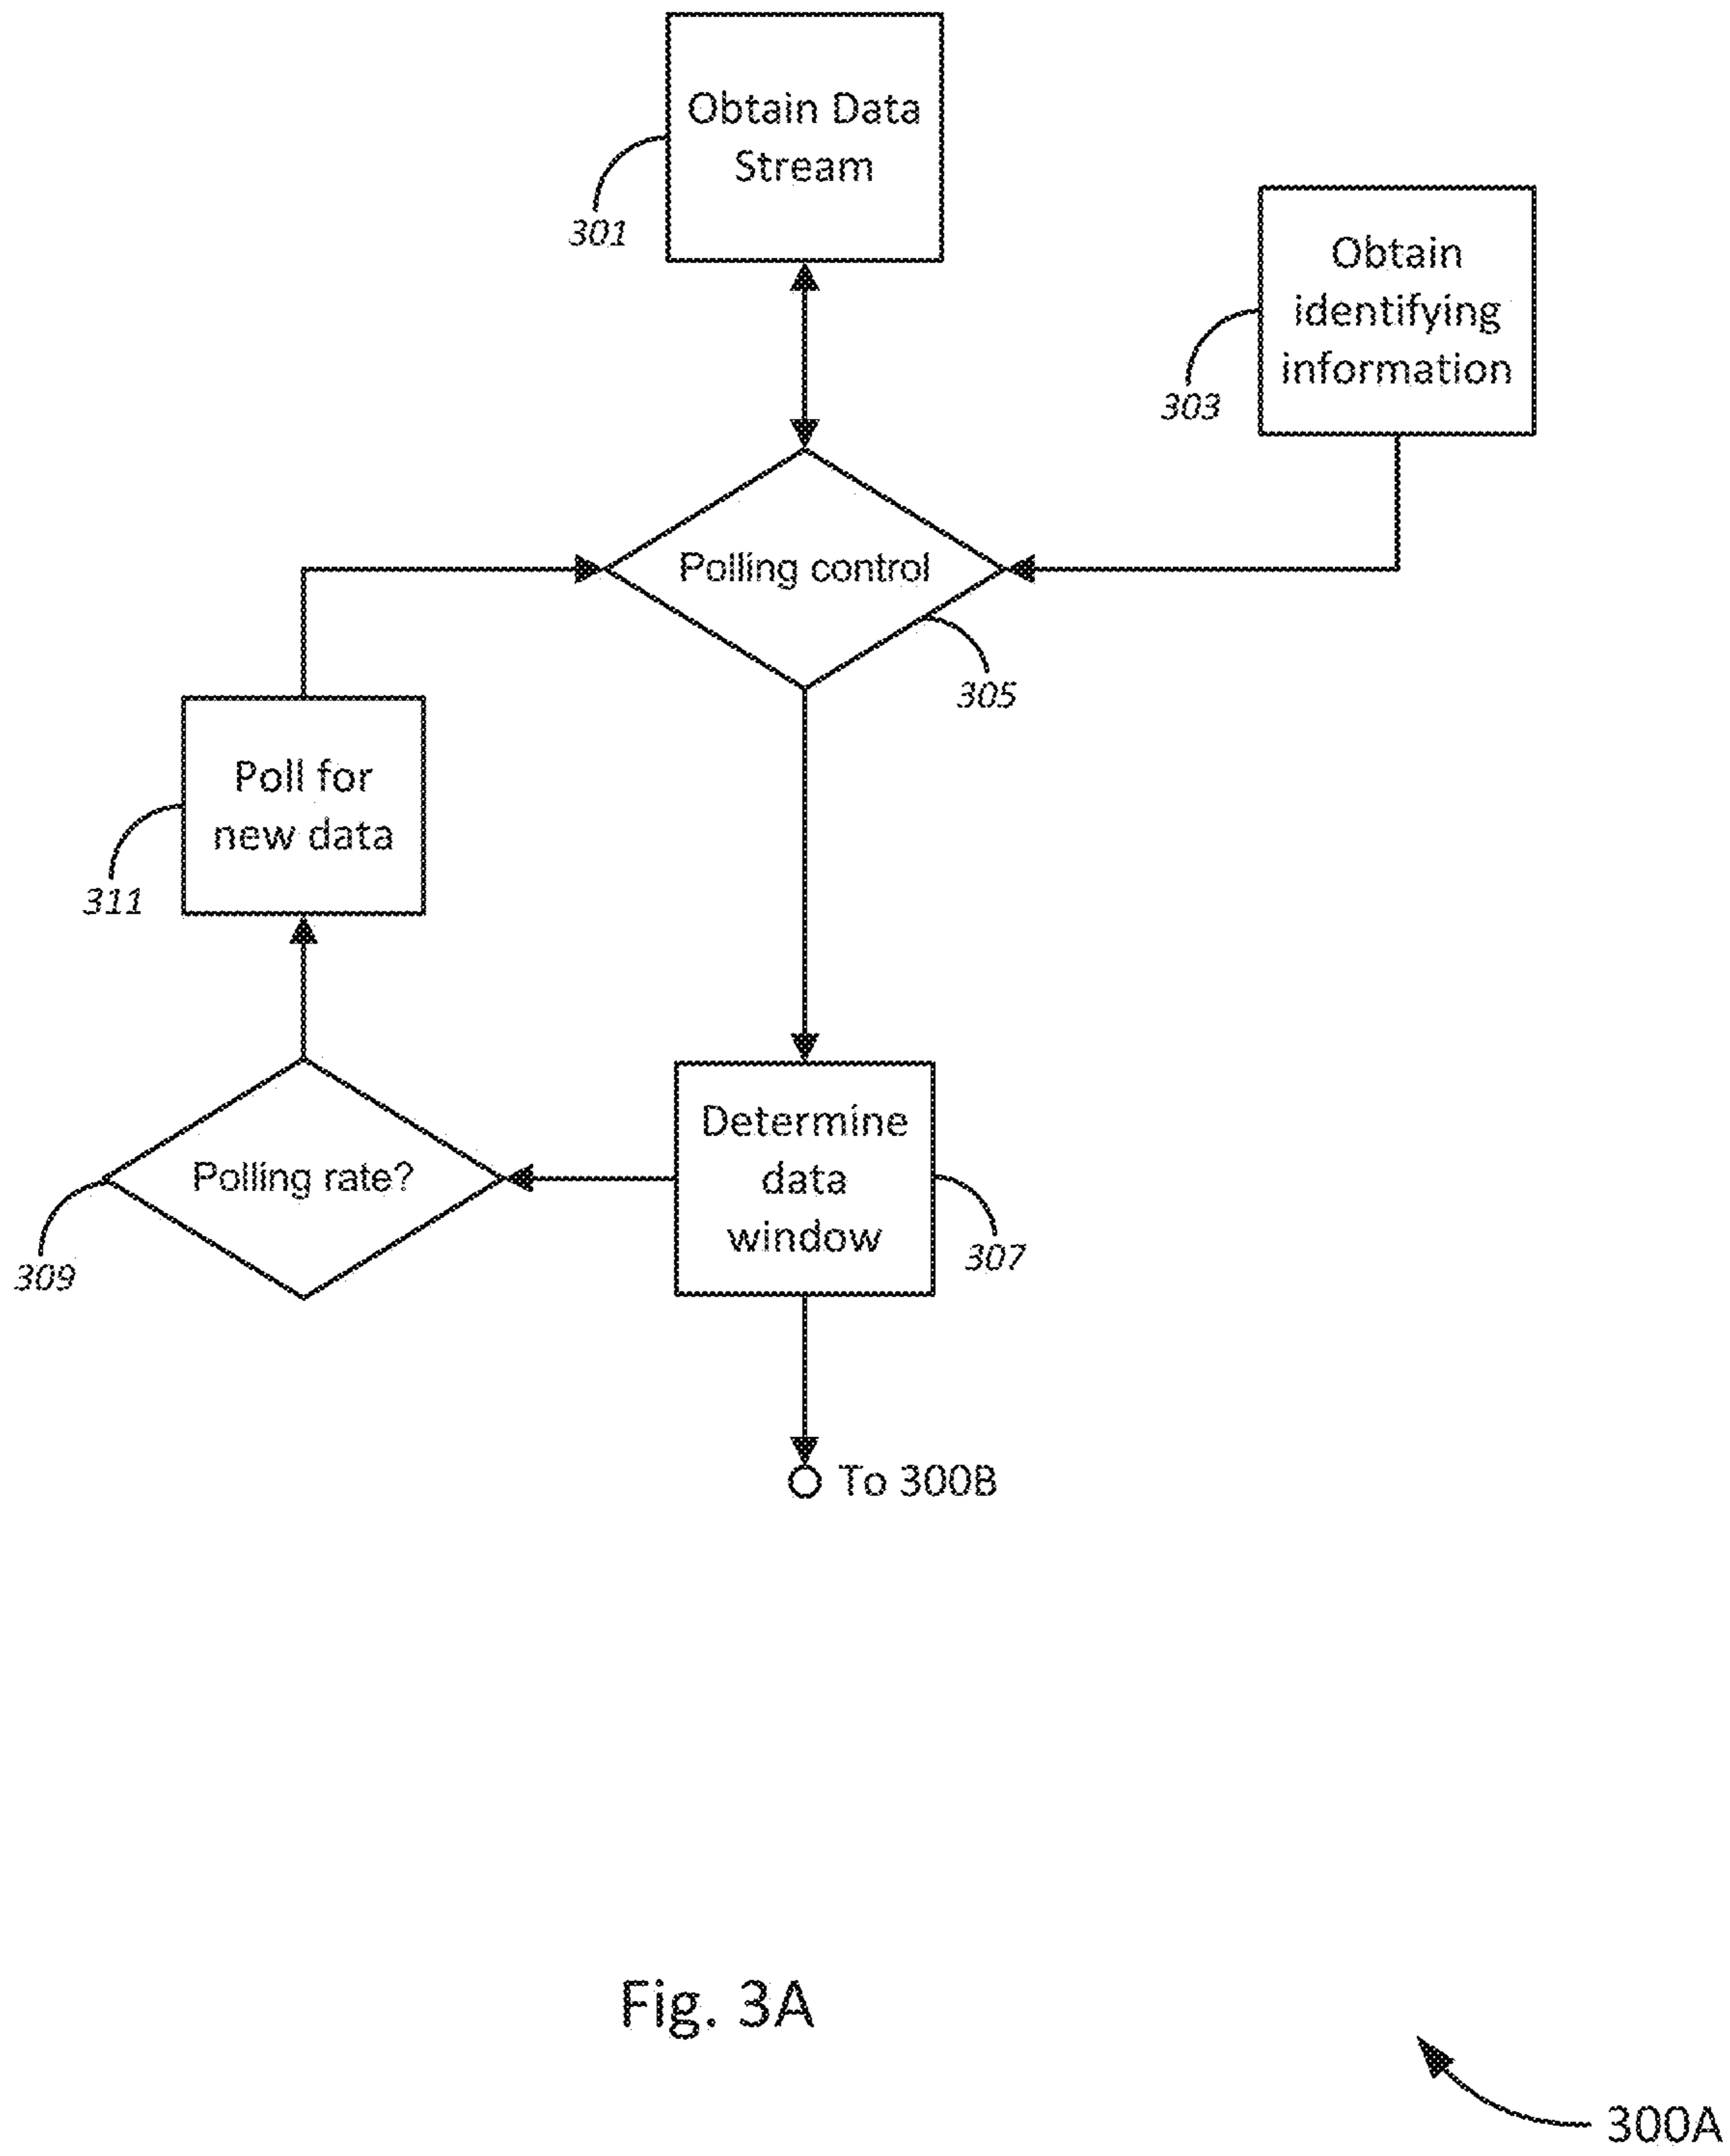 Obtain Data
Stream
301
Obtain
identifying
information
303
Polling control
305
Poll for
new data
311
Polling rate?
309
Determine
data
window
307
To 300B
Fig. 3A
300A